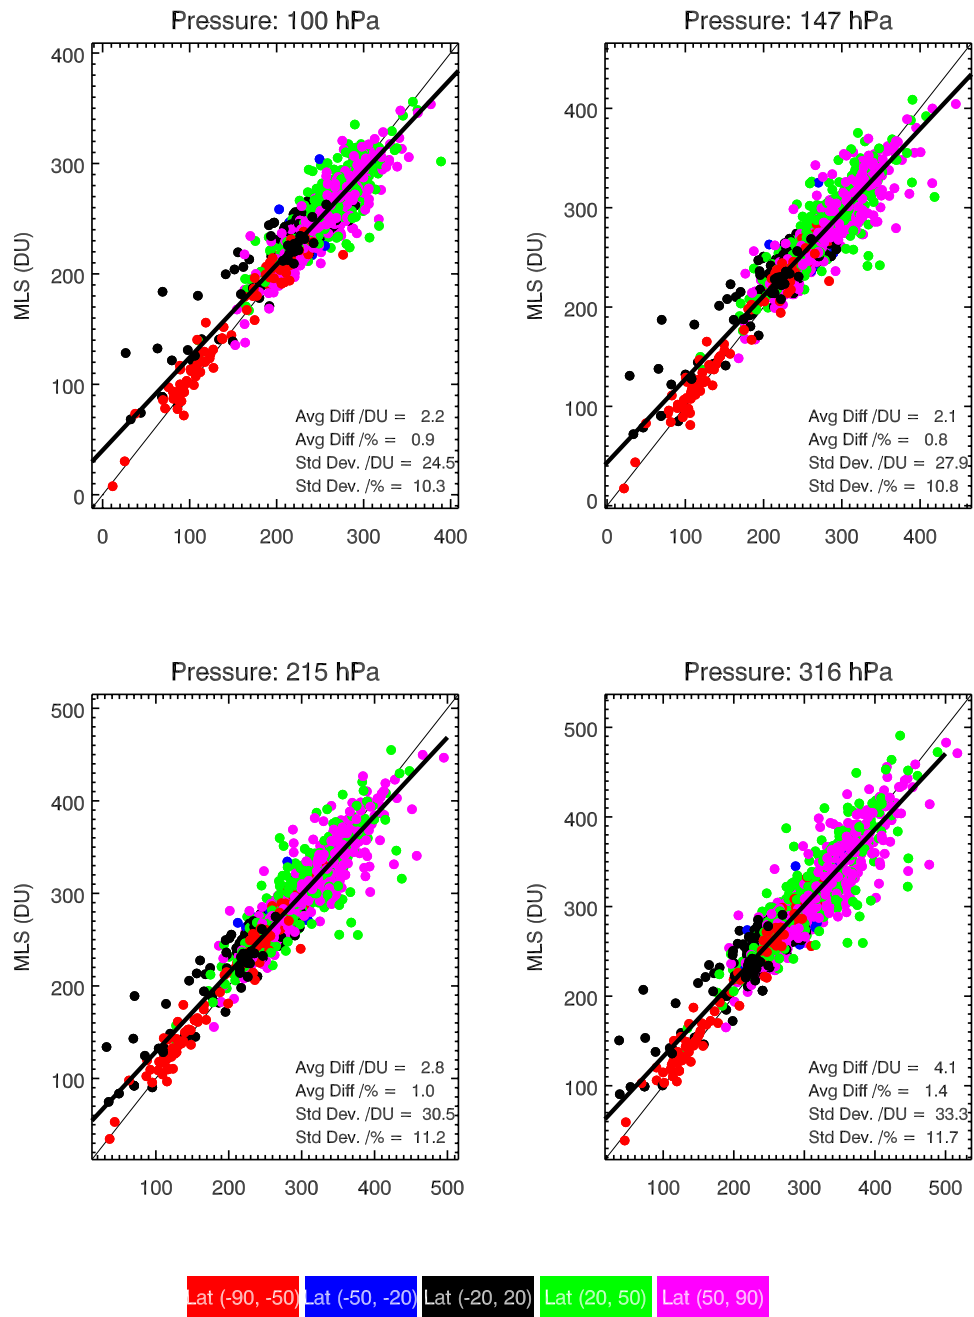 Pressure: 100 hPa
400
300
200
100
0
MLS (DU)
Avg Diff /DU = 2.2
Avg Diff /% = 0.9
Std Dev. /DU = 24.5
Std Dev. /% = 10.3
0 100 200 300 400
Pressure: 147 hPa
400
300
200
100
0
MLS (DU)
Avg Diff /DU = 2.1
Avg Diff /% = 0.8
Std Dev. /DU = 27.9
Std Dev. /% = 10.8
0 100 200 300 400
Pressure: 215 hPa
500
400
300
200
100
MLS (DU)
Avg Diff /DU = 2.8
Avg Diff /% = 1.0
Std Dev. /DU = 30.5
Std Dev. /% = 11.2
100 200 300 400 500
Pressure: 316 hPa
500
400
300
200
100
MLS (DU)
Avg Diff /DU = 4.1
Avg Diff /% = 1.4
Std Dev. /DU = 33.3
Std Dev. /% = 11.7
100 200 300 400 500
Lat (-90, -50) Lat (-50, -20) Lat (-20, 20) Lat (20, 50) Lat (50, 90)